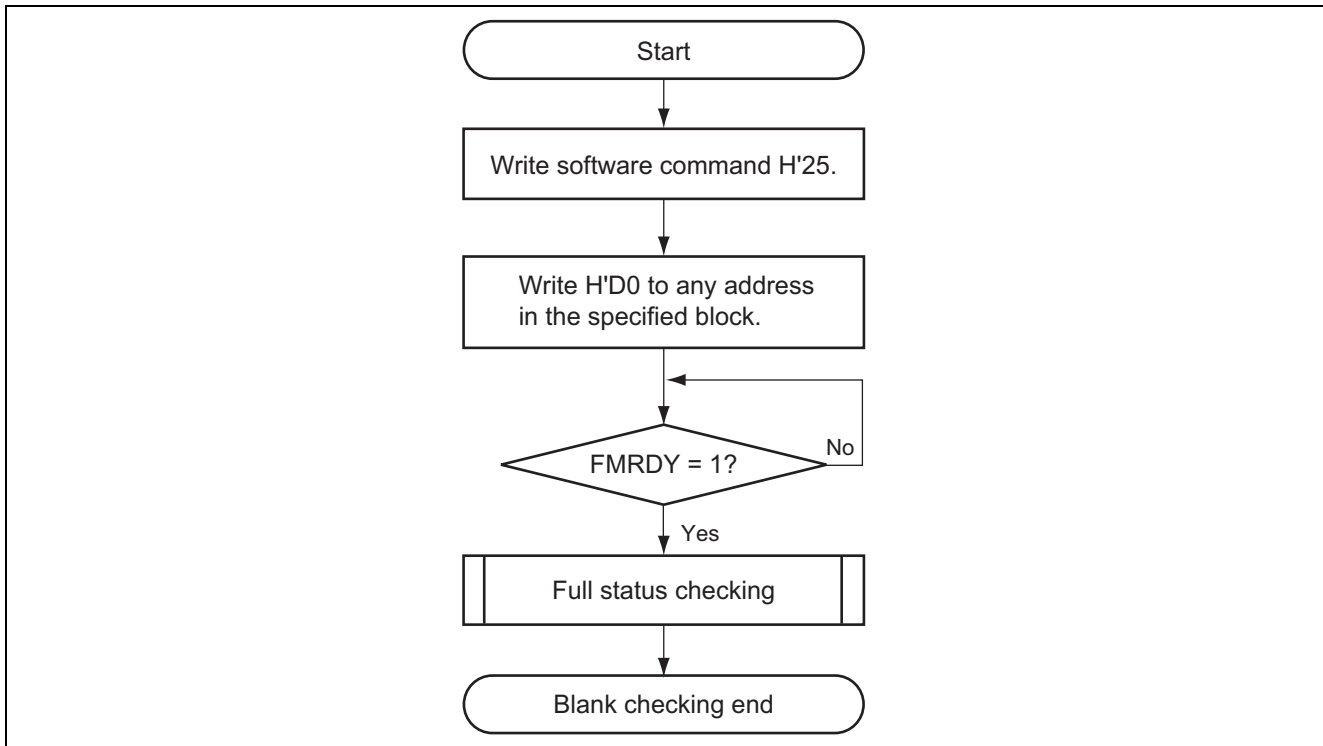 Start
Write software command H'25.
Write H'D0 to any address
in the specified block.
No
FMRDY = 1?
Yes
Full status checking
Blank checking end